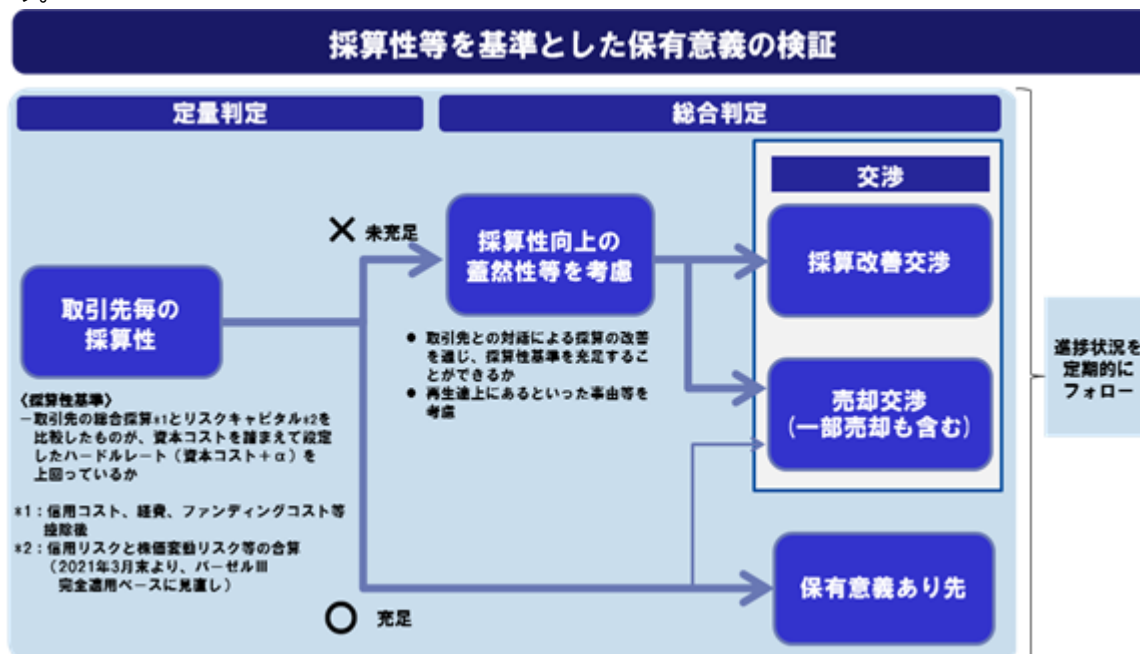 す。
採算性等を基準とした保有意義の検証
定量判定
総合判定
交渉
✕ 未充足
取引先毎の
採算性
〈採算性基準〉
－取引先の総合採算*1とリスクキャピタル*2を
比較したものが、資本コストを踏まえて設定
したハードルレート（資本コスト＋α）を
上回っているか
*1：信用コスト、経費、ファンディングコスト等
控除後
*2：信用リスクと株価変動リスク等の合算
（2021年3月末より、バーゼルⅢ
完全適用ベースに見直し）
採算性向上の
蓋然性等を考慮
● 取引先との対話による採算の改善
を通じ、採算性基準を充足するこ
とができるか
● 再生途上にあるといった事由等を
考慮
採算改善交渉
売却交渉
(一部売却も含む)
○ 充足
保有意義あり先
進捗状況を
定期的に
フォロー